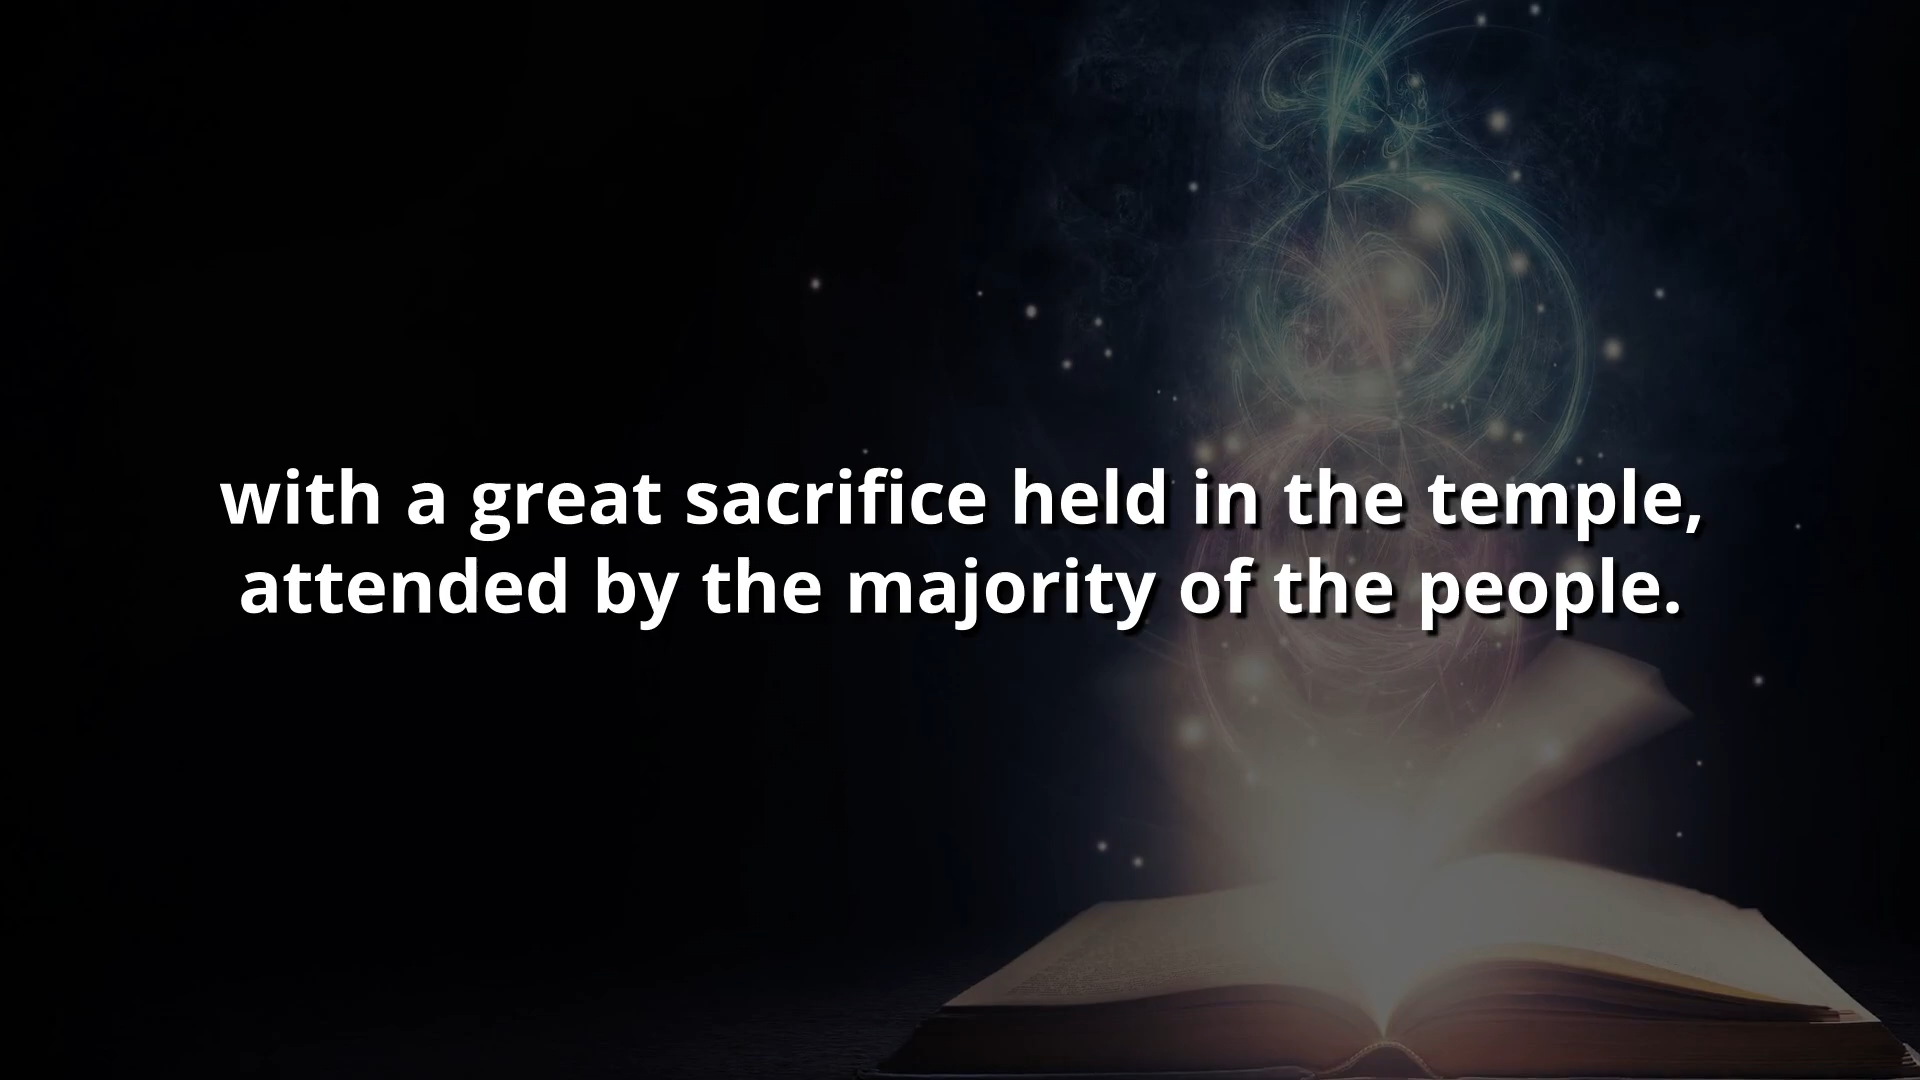 with a great sacrifice held in the temple,
attended by the majority of the people.